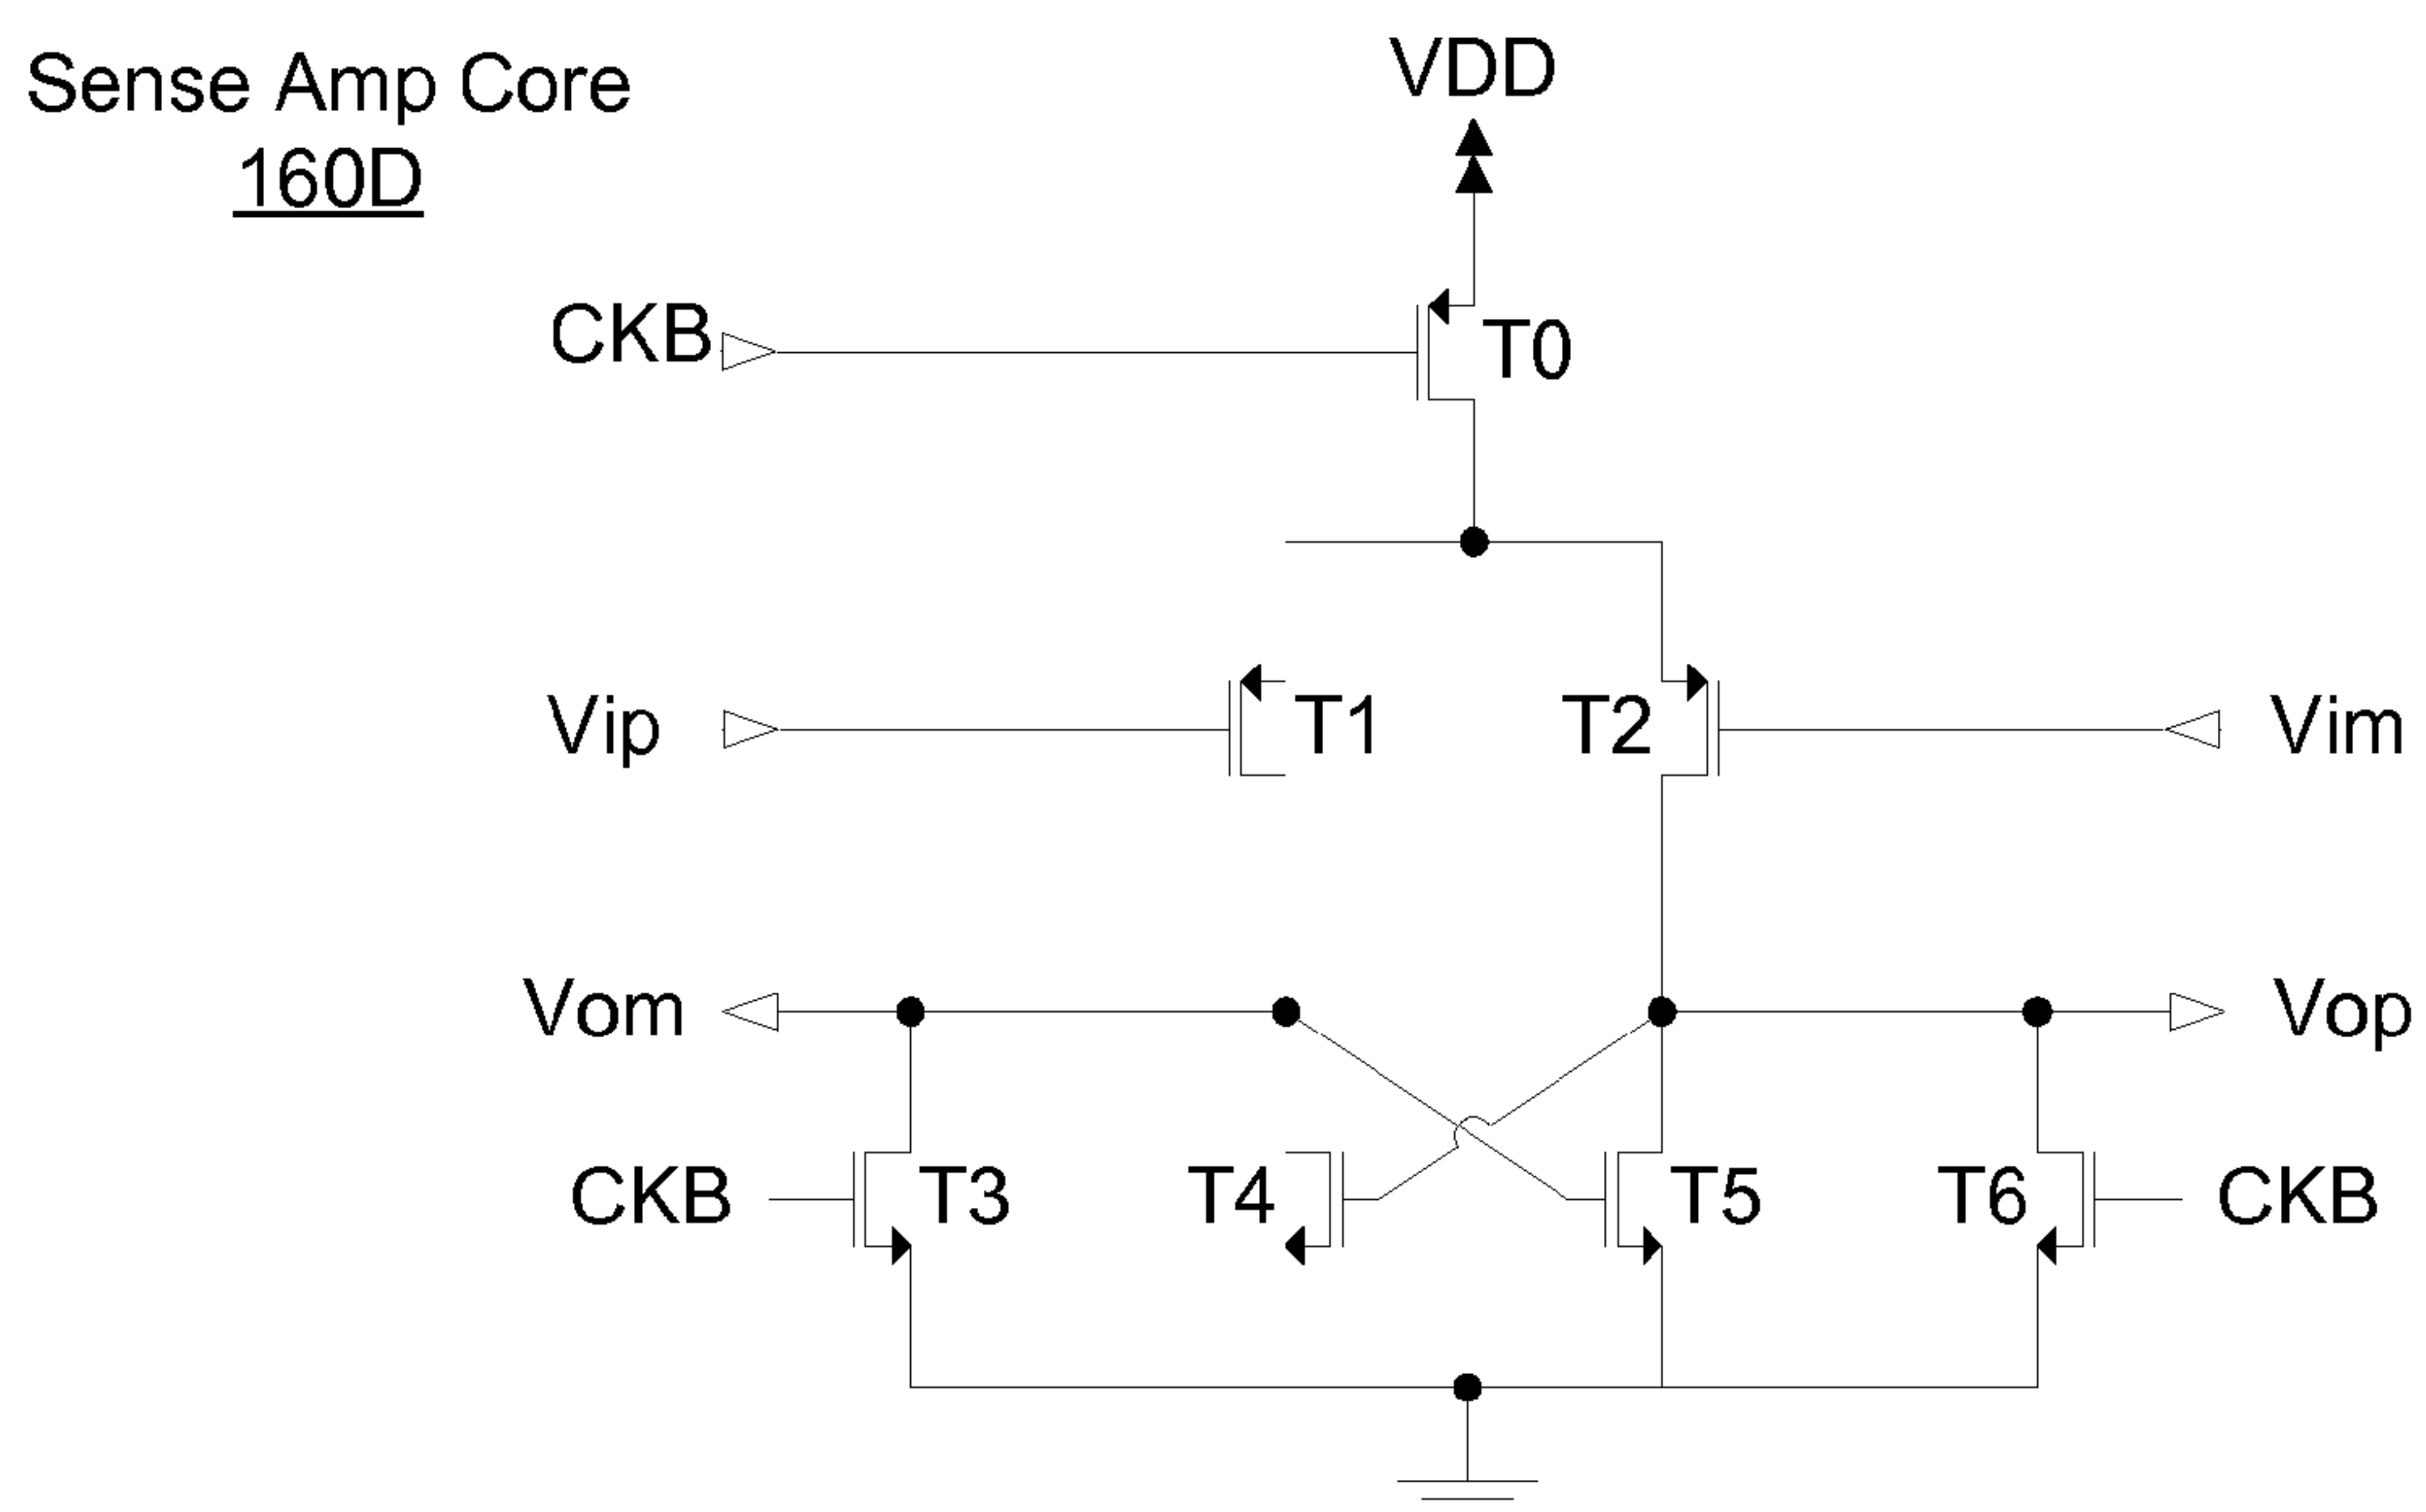 Sense Amp Core
160D
VDD
CKB
T0
Vip
T1
T2
Vim
Vom
Vop
CKB
T3
T4
T5
T6
CKB